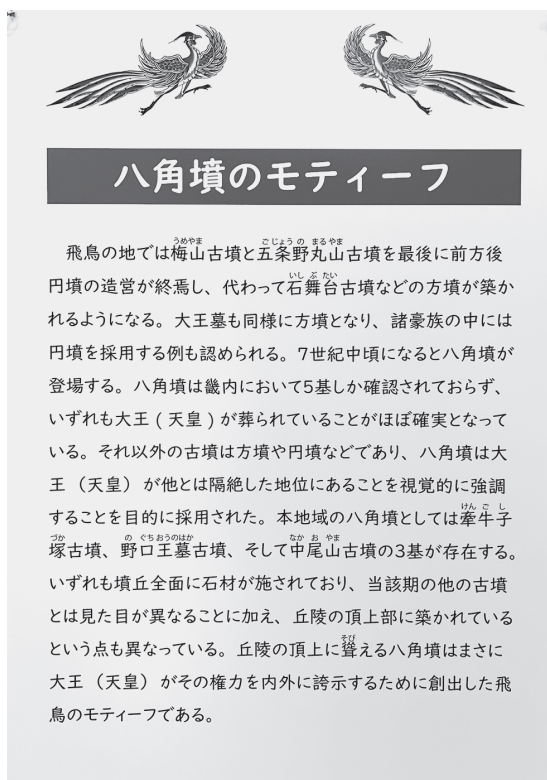 八角墳のモティーフ
飛鳥の地では梅山古墳と五条野丸山古墳を最後に前方後
円墳の造営が終焉し、代わって石舞台古墳などの方墳が築か
れるようになる。大王墓も同様に方墳となり、諸豪族の中には
円墳を採用する例も認められる。7世紀中頃になると八角墳が
登場する。八角墳は畿内において5基しか確認されておらず、
いずれも大王(天皇)が葬られていることがほぼ確実となって
いる。それ以外の古墳は方墳や円墳などであり、八角墳は大
王(天皇)が他とは隔絶した地位にあることを視覚的に強調
することを目的に採用された。本地域の八角墳としては牽牛子
塚古墳、野口王墓古墳、そして中尾山古墳の3基が存在する。
いずれも墳丘全面に石材が施されており、当該期の他の古墳
とは見た目が異なることに加え、丘陵の頂上部に築かれている
という点も異なっている。丘陵の頂上に聳える八角墳はまさに
大王(天皇)がその権力を内外に誇示するために創出した飛
鳥のモティーフである。